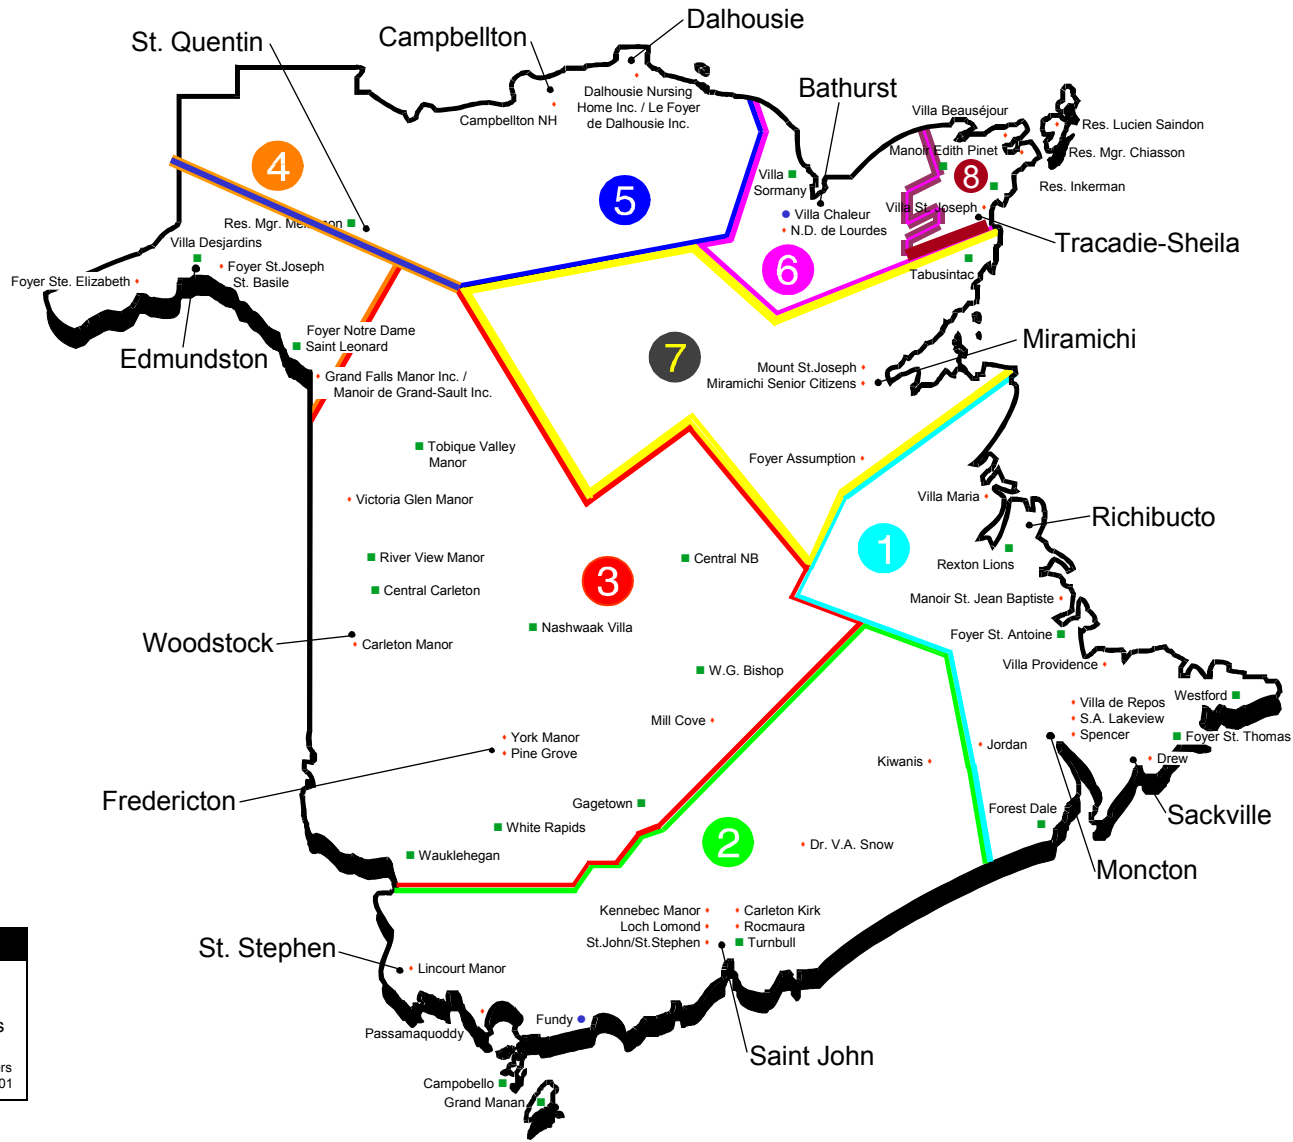 Dalhousie
St. Quentin
Campbellton
Bathurst
Dalhousie Nursing
Home Inc. / Le Foyer
de Dalhousie Inc.
Campbellton NH
Villa Beauséjour
Res. Lucien Saindon
Manoir Edith Pinet
Res. Mgr. Chiasson
4
5
8
Villa
Sormany
Res. Inkerman
Villa St. Joseph
Villa Chaleur
N.D. de Lourdes
Res. Mgr.
Tracadie-Sheila
Villa Desjardins
Foyer St.Joseph
St. Basile
Foyer Ste. Elizabeth
6
Tabusintac
Foyer Notre Dame
Saint Leonard
Edmundston
Miramichi
7
Mount St.Joseph
Miramichi Senior Citizens
Grand Falls Manor Inc. /
Manoir de Grand-Sault Inc.
Tobique Valley
Manor
Foyer Assumption
Victoria Glen Manor
Villa Maria
Richibucto
River View Manor
Central NB
1
Rexton Lions
3
Central Carleton
Manoir St. Jean Baptiste
Nashwaak Villa
Foyer St. Antoine
Woodstock
Carleton Manor
Villa Providence
W.G. Bishop
Westford
Villa de Repos
S.A. Lakeview
Spencer
Mill Cove
Foyer St. Thomas
York Manor
Pine Grove
Jordan
Kiwanis
Drew
Fredericton
Gagetown
Forest Dale
Sackville
White Rapids
2
Dr. V.A. Snow
Wauklehegan
Moncton
Kennebec Manor
Carleton Kirk
Loch Lomond
Rocmaura
St.John/St.Stephen
Turnbull
St. Stephen
Lincourt Manor
Passamaquoddy
Fundy
s
Saint John
ers
01
Campobello
Grand Manan